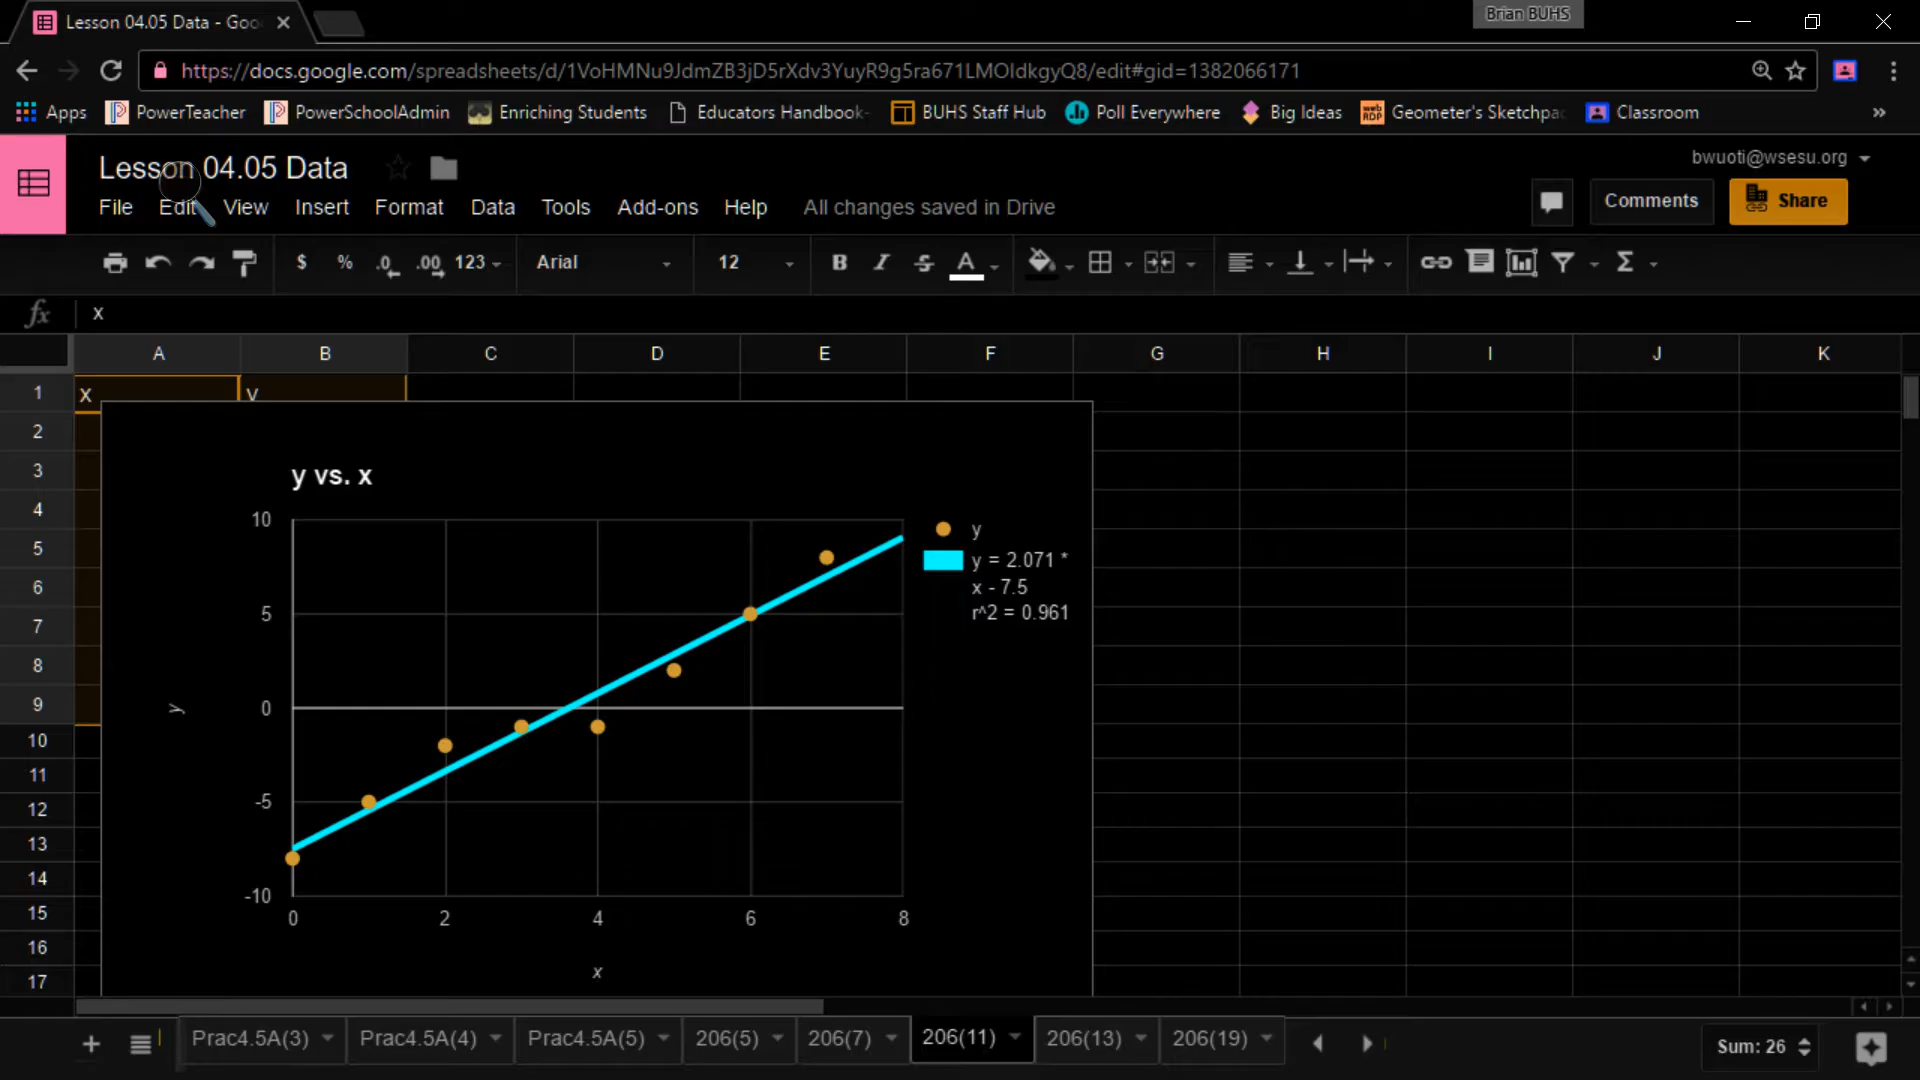 Lesson 04.05 Data - Goo
Brian BUHS
https://docs.google.com/spreadsheets/d/1VoHMNu9JdmZB3jD5rXdv3YuyR9g5ra671LMOIdkgyQ8/edit#gid=1382066171
Apps PowerTeacher PowerSchoolAdmin Enriching Students Educators Handbook- BUHS Staff Hub Poll Everywhere Big Ideas Geometer's Sketchpa Classroom »
Lesson 04.05 Data
bwuoti@wsesu.org
File Edit View Insert Format Data Tools Add-ons Help All changes saved in Drive
Comments Share
$ % .0 .00 123 Arial 12 B I S A Σ
fx x
A B C D E F G H I J K
1 x y
2
3
4
5
6
7
8
9
10
11
12
13
14
15
16
17
y vs. x
10
5
0
-5
-10
y
0 2 4 6 8
x
y
y = 2.071 *
x - 7.5
r^2 = 0.961
+ Prac4.5A(3) Prac4.5A(4) Prac4.5A(5) 206(5) 206(7) 206(11) 206(13) 206(19) Sum: 26